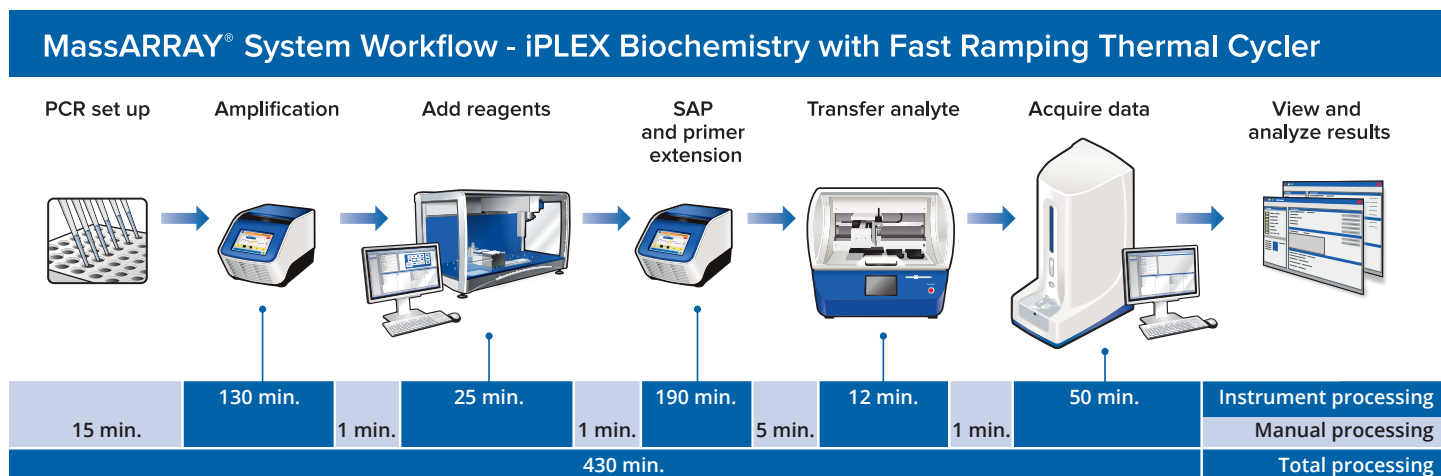 MassARRAY® System Workflow - iPLEX Biochemistry with Fast Ramping Thermal Cycler
PCR set up
Amplification
Add reagents
SAP
and primer
extension
Transfer analyte
Acquire data
View and
analyze results
130 min.
25 min.
190 min.
12 min.
50 min.
Instrument processing
15 min.
1 min.
1 min.
5 min.
1 min.
Manual processing
430 min.
Total processing